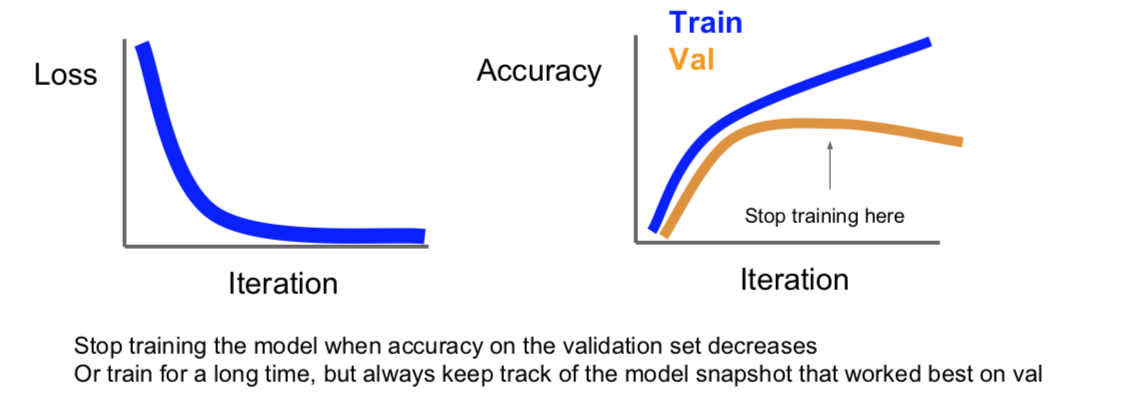 Loss
Iteration
Accuracy
Train
Val
Stop training here
Iteration
Stop training the model when accuracy on the validation set decreases
Or train for a long time, but always keep track of the model snapshot that worked best on val